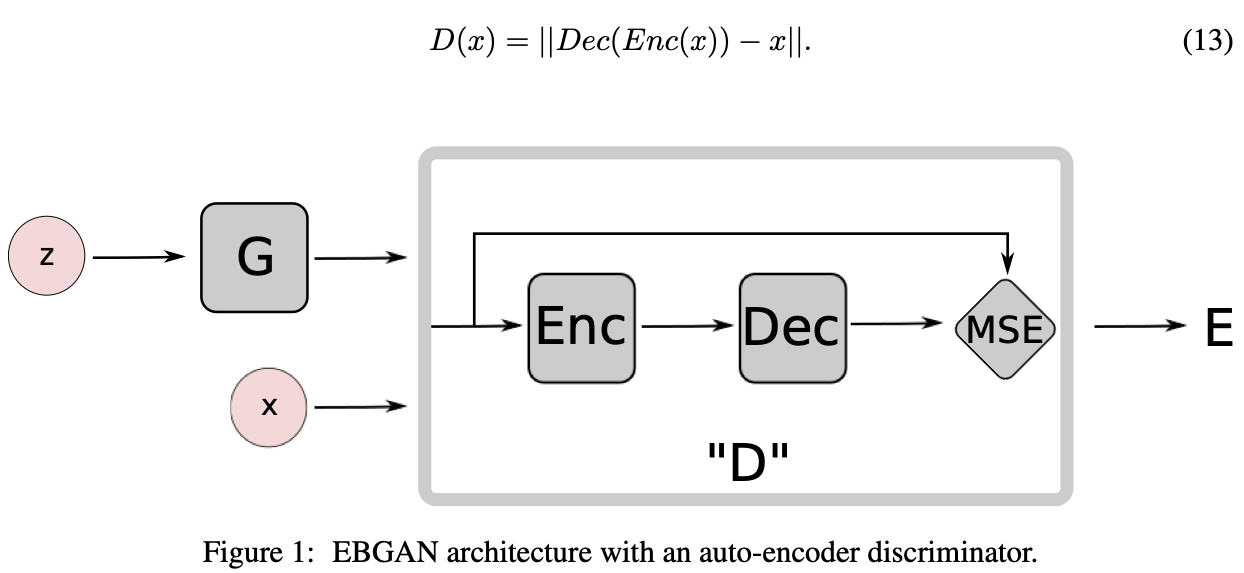 D(x) = ||Dec(Enc(x)) − x||. (13)
z
G
x
Enc
Dec
MSE
E
"D"
Figure 1: EBGAN architecture with an auto-encoder discriminator.